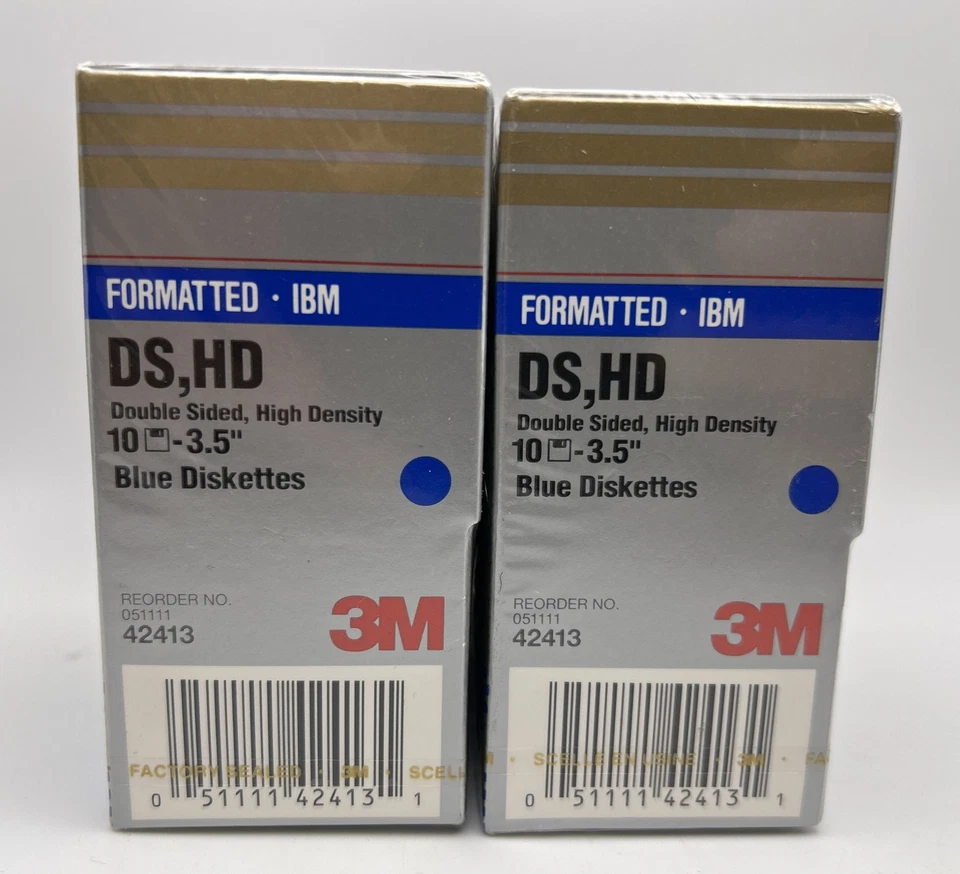 FORMATTED · IBM
DS,HD
Double Sided, High Density
10 -3.5"
Blue Diskettes
REORDER NO.
051111
42413
3M
FACTORY SEALED · 3M · SCELL
0 51111 42413 1
FORMATTED · IBM
DS,HD
Double Sided, High Density
10 -3.5"
Blue Diskettes
REORDER NO.
051111
42413
3M
M · SCELLE EN USINE · 3M · FA
0 51111 42413 1